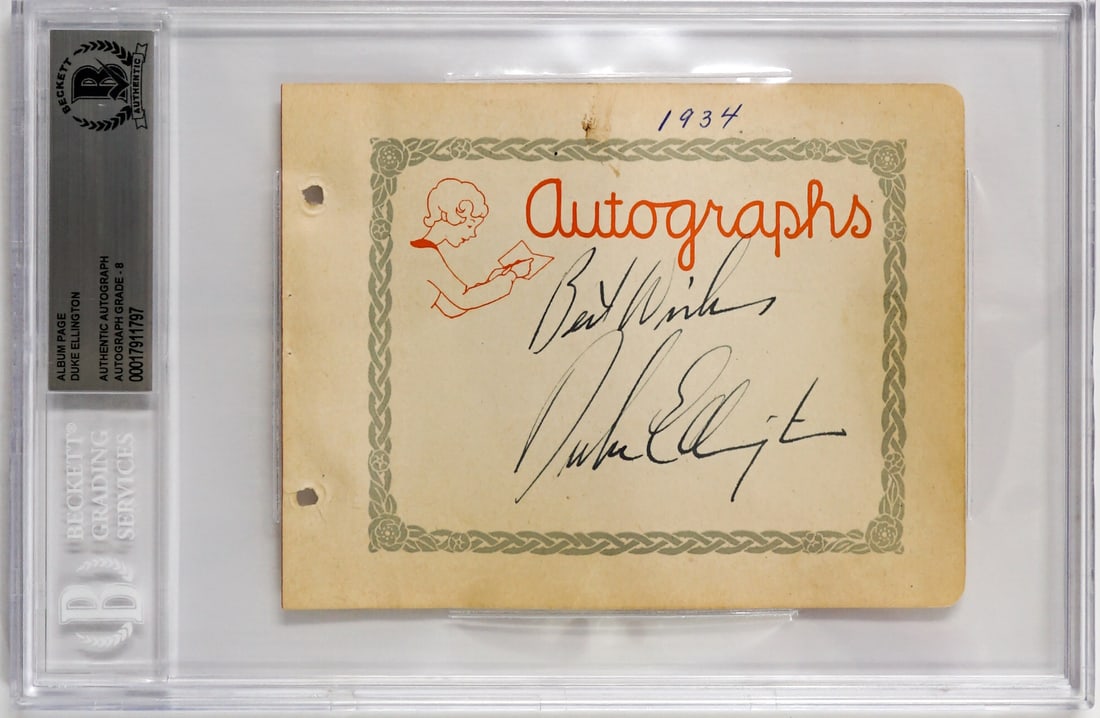 BECKETT
B
AUTHENTIC
ALBUM PAGE
DUKE ELLINGTON
AUTHENTIC AUTOGRAPH
AUTOGRAPH GRADE - 8
00017911797
BECKETT®
GRADING
SERVICES
B
1934
Autographs
Best Wishes
Duke Ellington